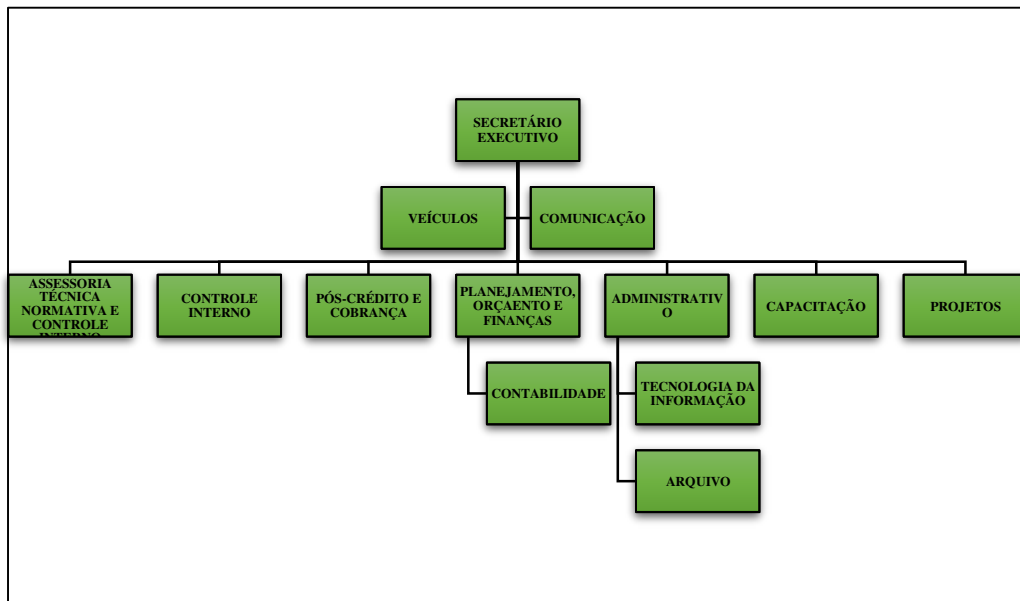 SECRETÁRIO
EXECUTIVO
VEÍCULOS
COMUNICAÇÃO
ASSESSORIA
TÉCNICA
NORMATIVA E
CONTROLE
INTERNO
CONTROLE
INTERNO
PÓS-CRÉDITO E
COBRANÇA
PLANEJAMENTO,
ORÇAENTO E
FINANÇAS
ADMINISTRATIV
O
CAPACITAÇÃO
PROJETOS
CONTABILIDADE
TECNOLOGIA DA
INFORMAÇÃO
ARQUIVO